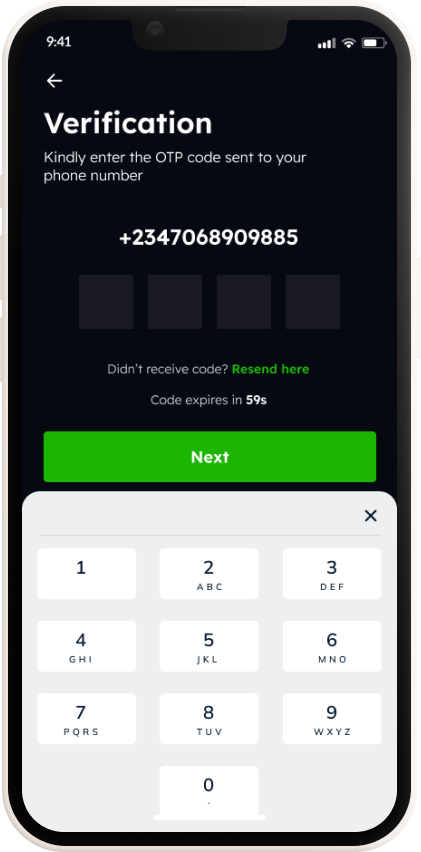 9:41
Verification
Kindly enter the OTP code sent to your
phone number
+2347068909885
Didn't receive code? Resend here
Code expires in 59s
Next
1 2 3
ABC DEF
4 5 6
GHI JKL MNO
7 8 9
PQRS TUV WXYZ
0